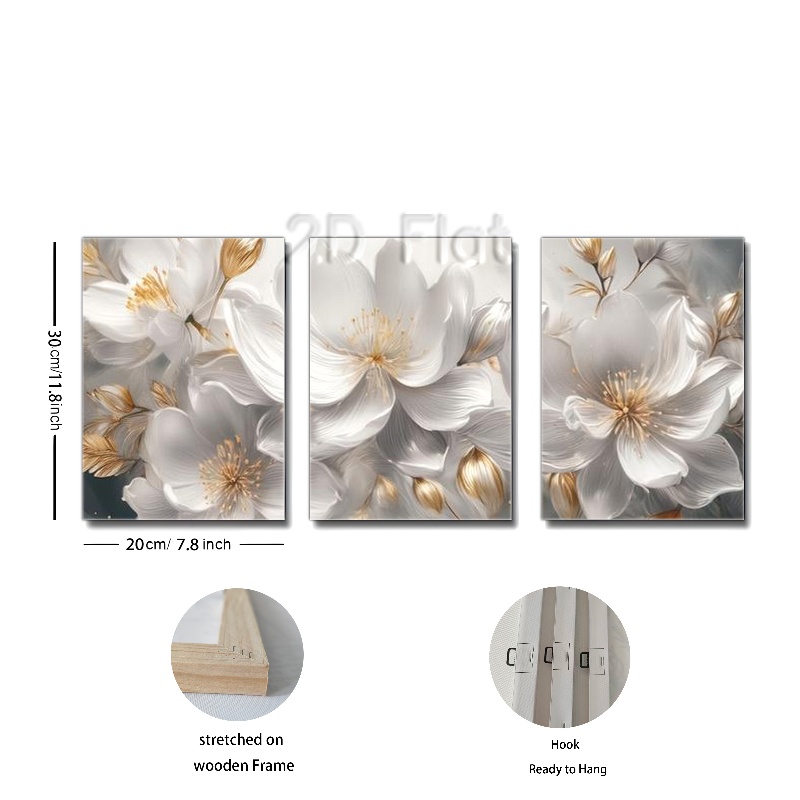 2D Flat
30cm/11.8inch
20cm/ 7.8 inch
stretched on
wooden Frame
Hook
Ready to Hang